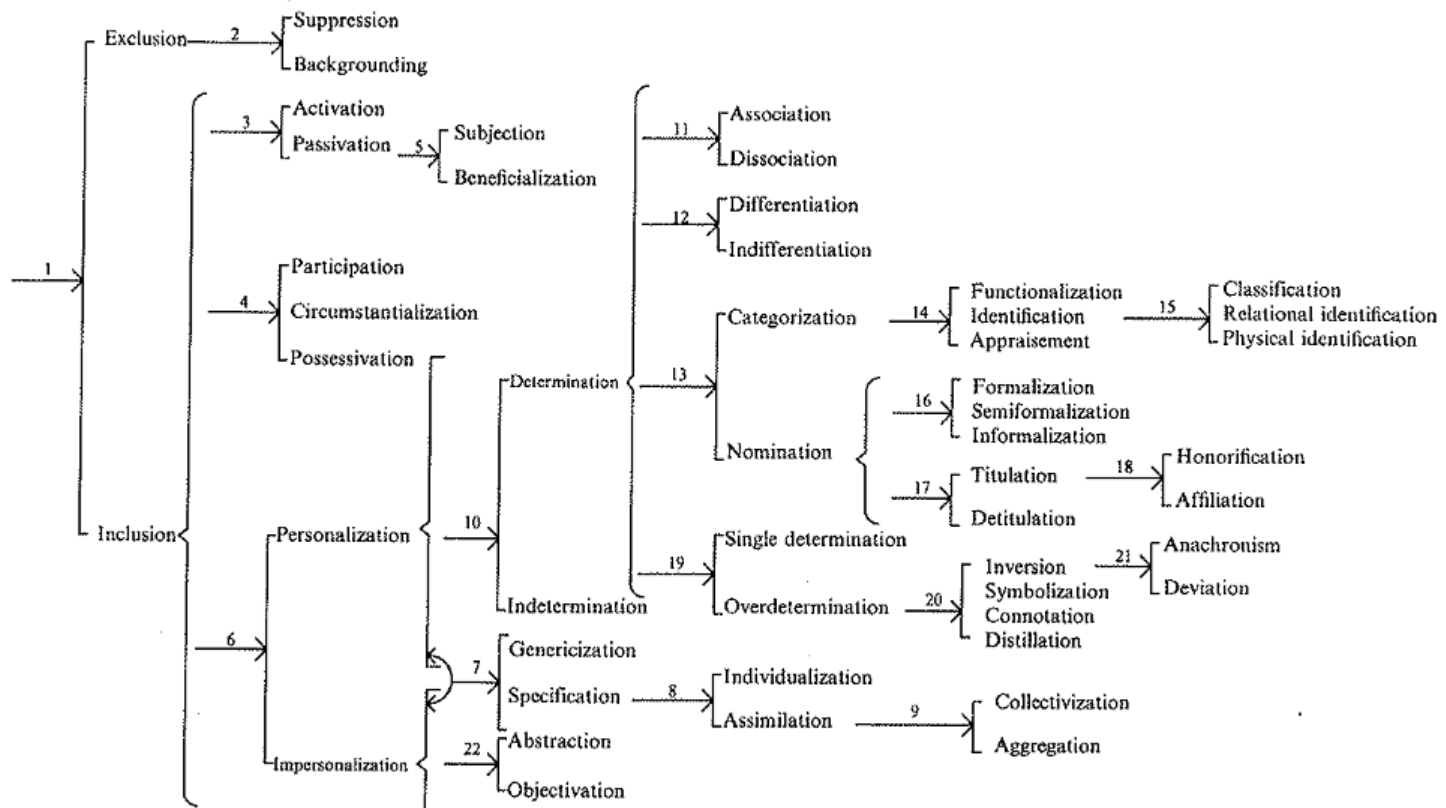 Suppression
Exclusion 2
Backgrounding
Activation
3
Passivation 5 Subjection
Beneficialization
11 Association
Dissociation
12 Differentiation
Indifferentiation
1
Participation
4 Circumstantialization
Possessivation
Determination 13
Categorization 14 Functionalization 15 Classification
Identification Relational identification
Appraisement Physical identification
Nomination
16 Formalization
Semiformalization
Informalization
17 Titulation 18 Honorification
Detitulation Affiliation
Inclusion
Personalization 10
Indetermination
19 Single determination
Overdetermination 20 Inversion 21 Anachronism
Symbolization Deviation
Connotation
Distillation
6
7 Genericization
Specification 8 Individualization
Assimilation 9 Collectivization
Aggregation
Impersonalization 22 Abstraction
Objectivation